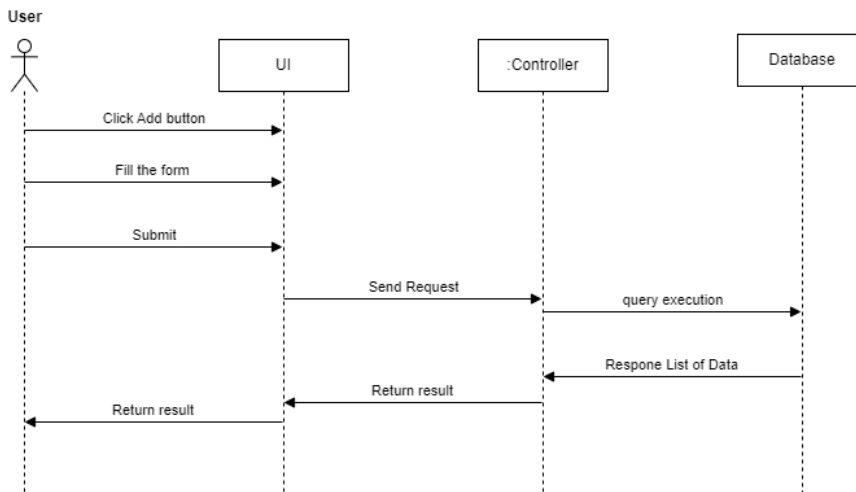 User
UI
:Controller
Database
Click Add button
Fill the form
Submit
Send Request
query execution
Respone List of Data
Return result
Return result